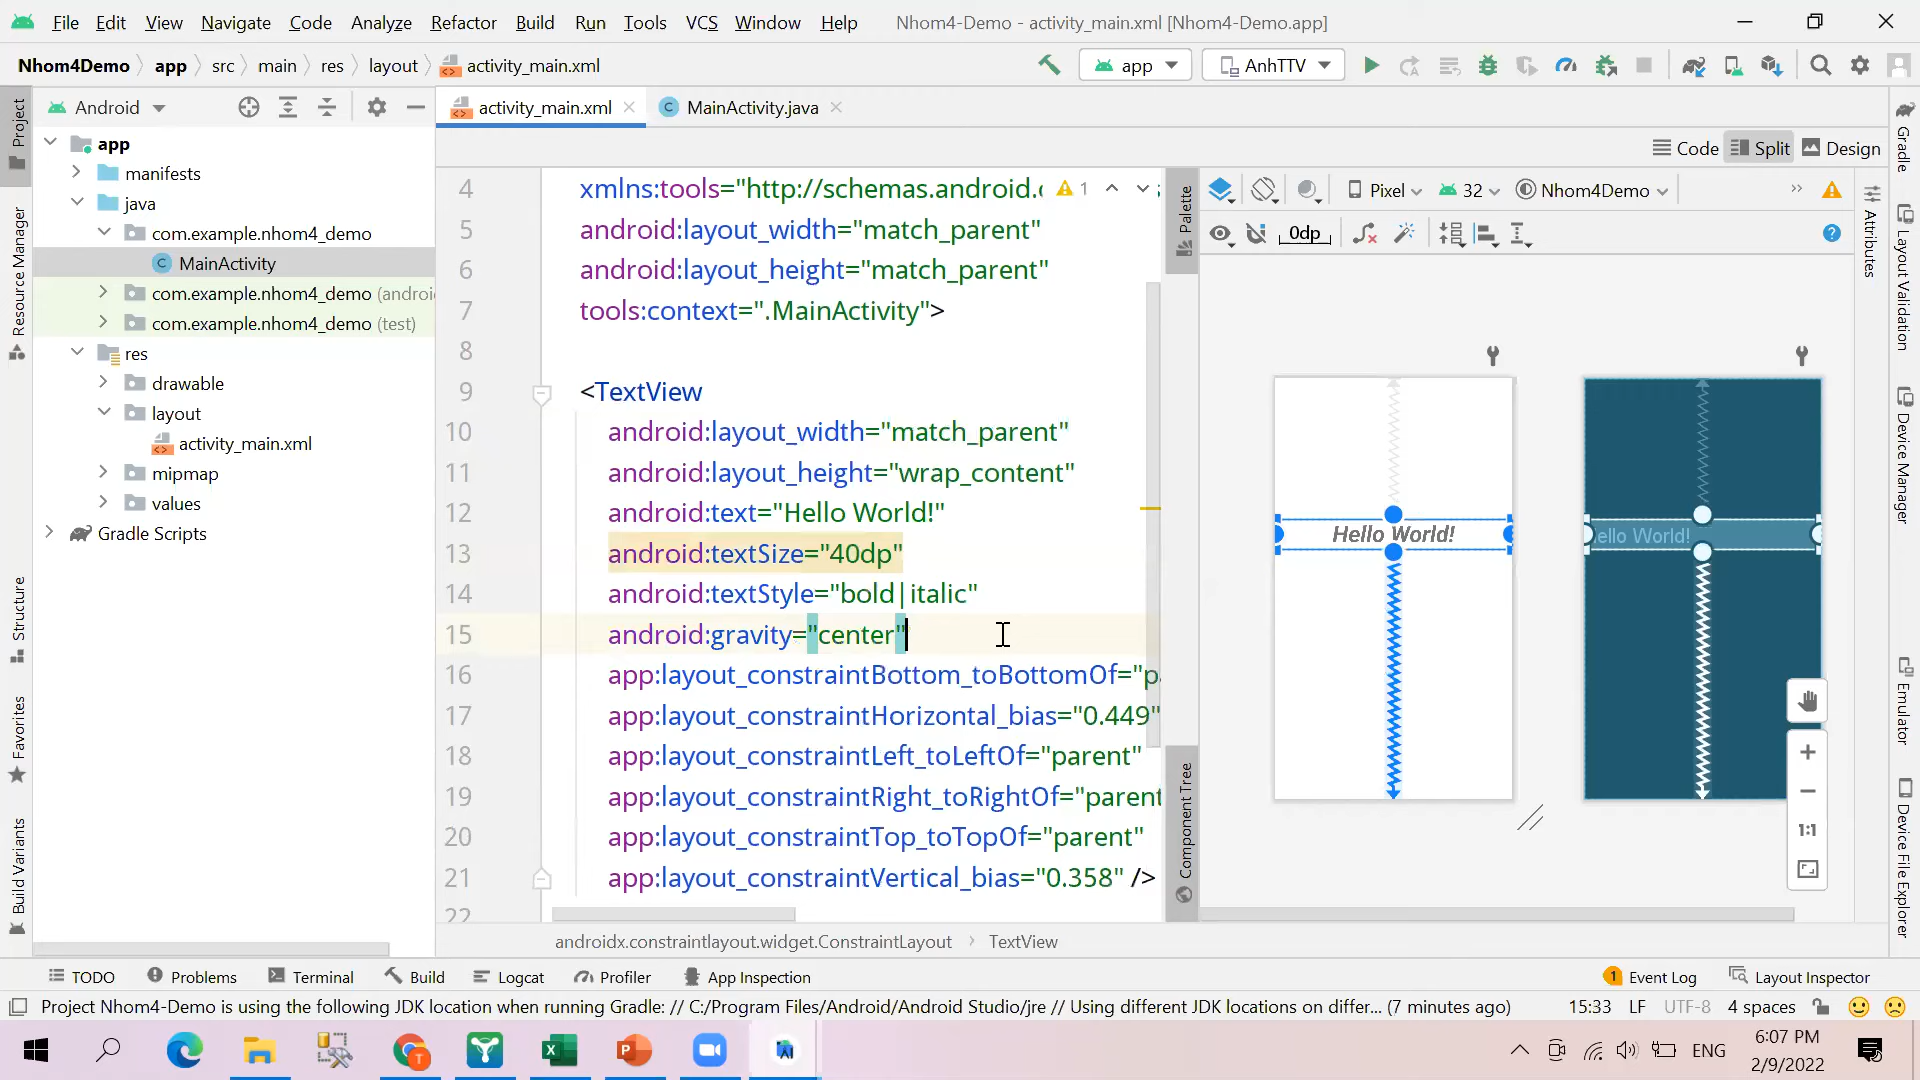 File Edit View Navigate Code Analyze Refactor Build Run Tools VCS Window Help Nhom4-Demo - activity_main.xml [Nhom4-Demo.app]
Nhom4Demo app src main res layout activity_main.xml app AnhTTV
Android
activity_main.xml MainActivity.java
Code Split Design
Project
Resource Manager
Structure
Favorites
Build Variants
app
manifests
java
com.example.nhom4_demo
MainActivity
com.example.nhom4_demo (androi
com.example.nhom4_demo (test)
res
drawable
layout
activity_main.xml
mipmap
values
Gradle Scripts
4 xmlns:tools="http://schemas.android.c 1
5 android:layout_width="match_parent"
6 android:layout_height="match_parent"
7 tools:context=".MainActivity">
8
9 <TextView
10 android:layout_width="match_parent"
11 android:layout_height="wrap_content"
12 android:text="Hello World!"
13 android:textSize="40dp"
14 android:textStyle="bold|italic"
15 android:gravity="center"
16 app:layout_constraintBottom_toBottomOf="pa
17 app:layout_constraintHorizontal_bias="0.449"
18 app:layout_constraintLeft_toLeftOf="parent"
19 app:layout_constraintRight_toRightOf="parent
20 app:layout_constraintTop_toTopOf="parent"
21 app:layout_constraintVertical_bias="0.358" />
22
androidx.constraintlayout.widget.ConstraintLayout TextView
Palette
Component Tree
Pixel 32 Nhom4Demo
0dp
Hello World!
ello World!
1:1
Attributes
Gradle
Layout Validation
Device Manager
Emulator
Device File Explorer
TODO Problems Terminal Build Logcat Profiler App Inspection 1 Event Log Layout Inspector
Project Nhom4-Demo is using the following JDK location when running Gradle: // C:/Program Files/Android/Android Studio/jre // Using different JDK locations on differ... (7 minutes ago) 15:33 LF UTF-8 4 spaces
ENG
6:07 PM
2/9/2022